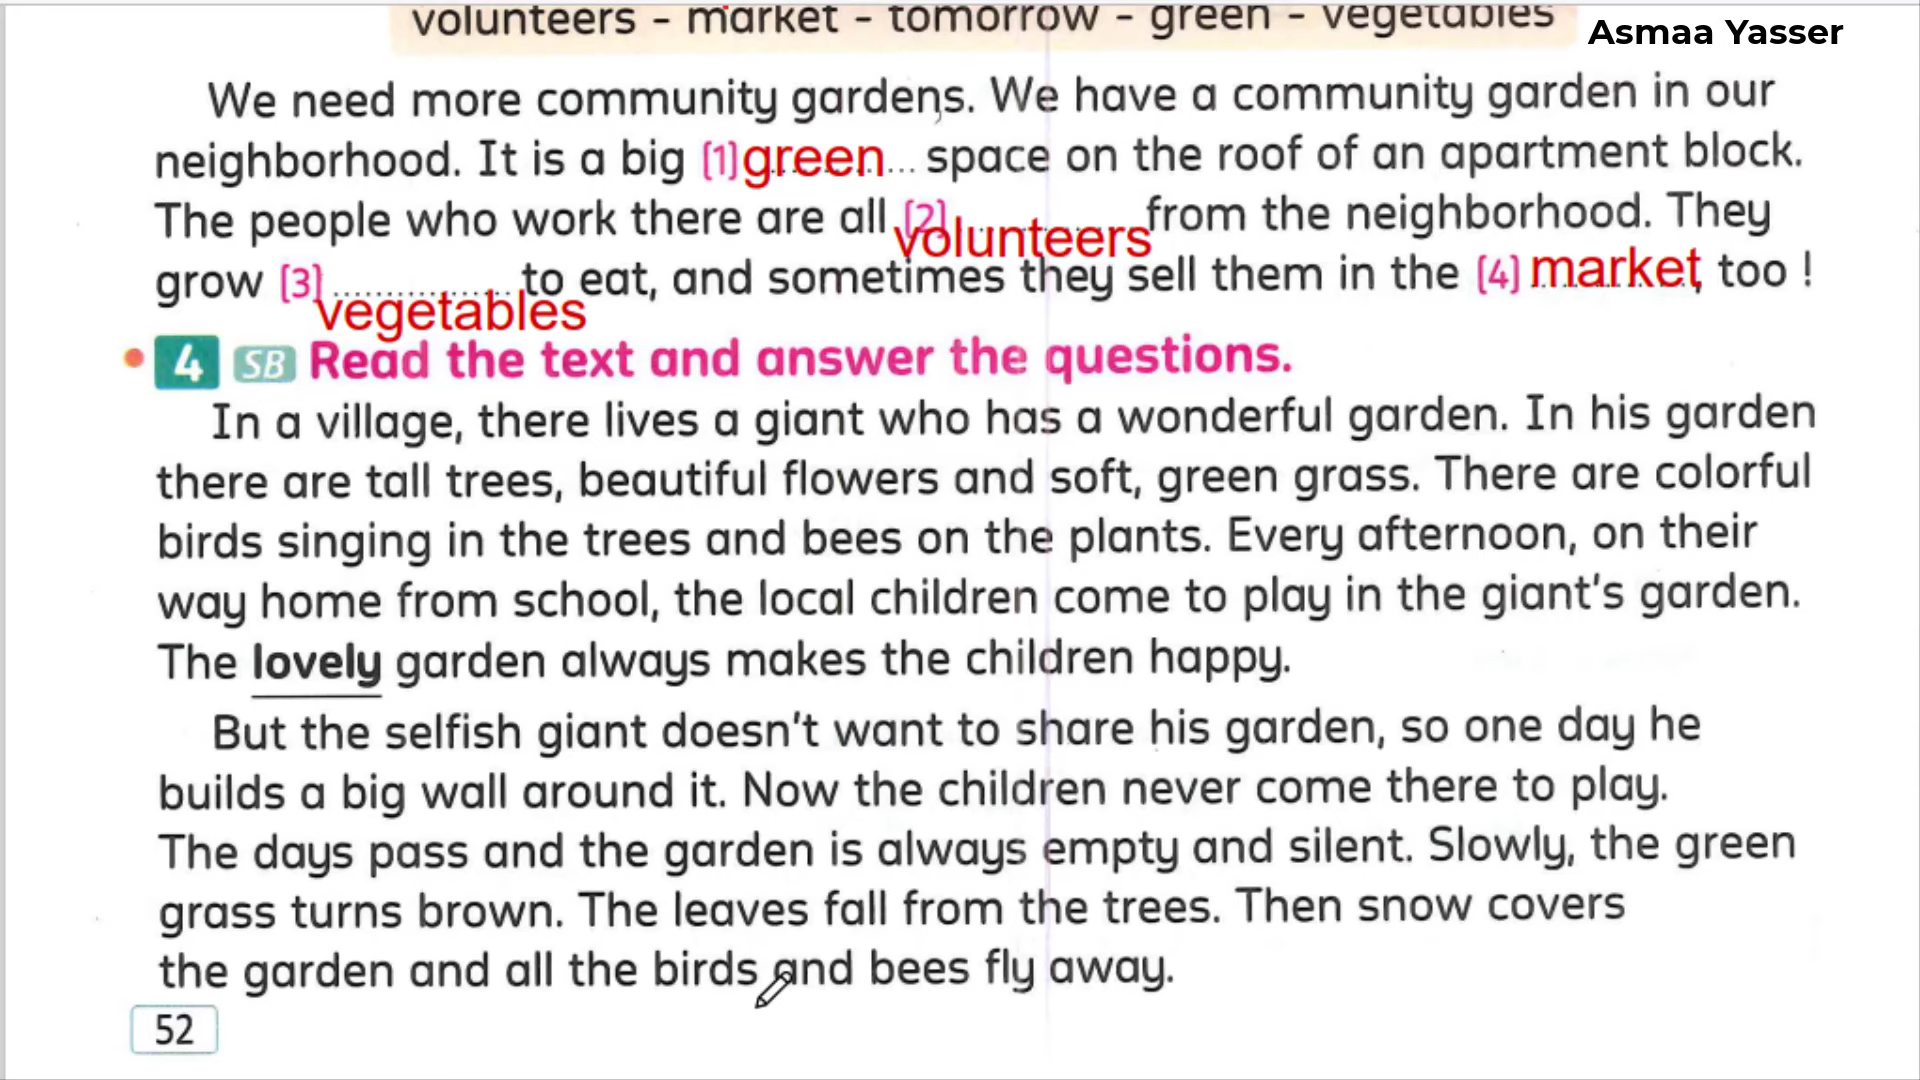 volunteers - market - tomorrow - green - vegetables
Asmaa Yasser
We need more community gardens. We have a community garden in our
neighborhood. It is a big (1) green ... space on the roof of an apartment block.
The people who work there are all (2) volunteers from the neighborhood. They
grow (3) vegetables to eat, and sometimes they sell them in the (4) market, too !
4 SB Read the text and answer the questions.
In a village, there lives a giant who has a wonderful garden. In his garden
there are tall trees, beautiful flowers and soft, green grass. There are colorful
birds singing in the trees and bees on the plants. Every afternoon, on their
way home from school, the local children come to play in the giant's garden.
The lovely garden always makes the children happy.
But the selfish giant doesn't want to share his garden, so one day he
builds a big wall around it. Now the children never come there to play.
The days pass and the garden is always empty and silent. Slowly, the green
grass turns brown. The leaves fall from the trees. Then snow covers
the garden and all the birds and bees fly away.
52